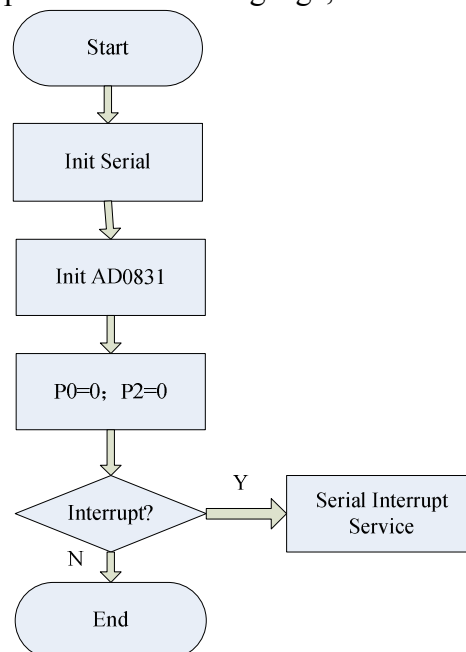 Start
Init Serial
Init AD0831
P0=0；P2=0
Interrupt?
Y
Serial Interrupt
Service
N
End